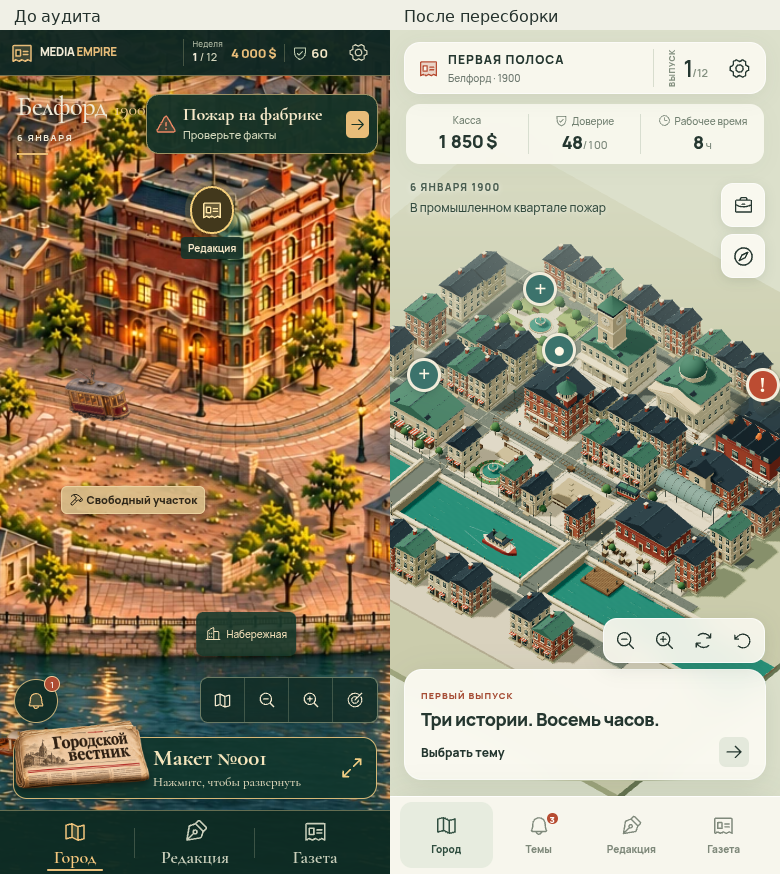 До аудита
MEDIA EMPIRE
Неделя
1 / 12
4 000 $
60
Белфорд 1900
6 ЯНВАРЯ
Пожар на фабрике
Проверьте факты
Редакция
Свободный участок
Набережная
1
Городской
вестник
Макет №001
Нажмите, чтобы развернуть
Город
Редакция
Газета
После пересборки
ПЕРВАЯ ПОЛОСА
Белфорд · 1900
ВЫПУСК
1/12
Касса
1 850 $
Доверие
48/100
Рабочее время
8 ч
6 ЯНВАРЯ 1900
В промышленном квартале пожар
+
+
!
ПЕРВЫЙ ВЫПУСК
Три истории. Восемь часов.
Выбрать тему
Город
3
Темы
Редакция
Газета